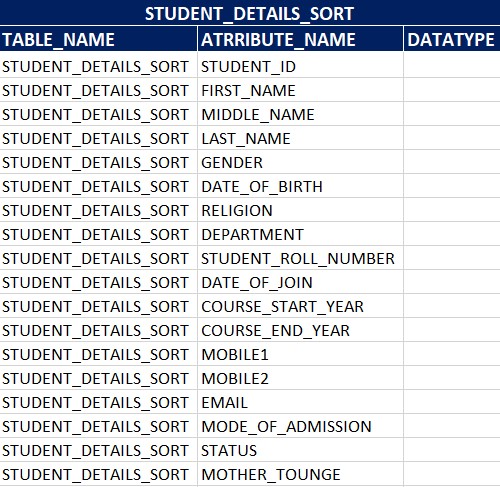 STUDENT_DETAILS_SORT
TABLE_NAME ATRRIBUTE_NAME DATATYPE
STUDENT_DETAILS_SORT STUDENT_ID
STUDENT_DETAILS_SORT FIRST_NAME
STUDENT_DETAILS_SORT MIDDLE_NAME
STUDENT_DETAILS_SORT LAST_NAME
STUDENT_DETAILS_SORT GENDER
STUDENT_DETAILS_SORT DATE_OF_BIRTH
STUDENT_DETAILS_SORT RELIGION
STUDENT_DETAILS_SORT DEPARTMENT
STUDENT_DETAILS_SORT STUDENT_ROLL_NUMBER
STUDENT_DETAILS_SORT DATE_OF_JOIN
STUDENT_DETAILS_SORT COURSE_START_YEAR
STUDENT_DETAILS_SORT COURSE_END_YEAR
STUDENT_DETAILS_SORT MOBILE1
STUDENT_DETAILS_SORT MOBILE2
STUDENT_DETAILS_SORT EMAIL
STUDENT_DETAILS_SORT MODE_OF_ADMISSION
STUDENT_DETAILS_SORT STATUS
STUDENT_DETAILS_SORT MOTHER_TOUNGE